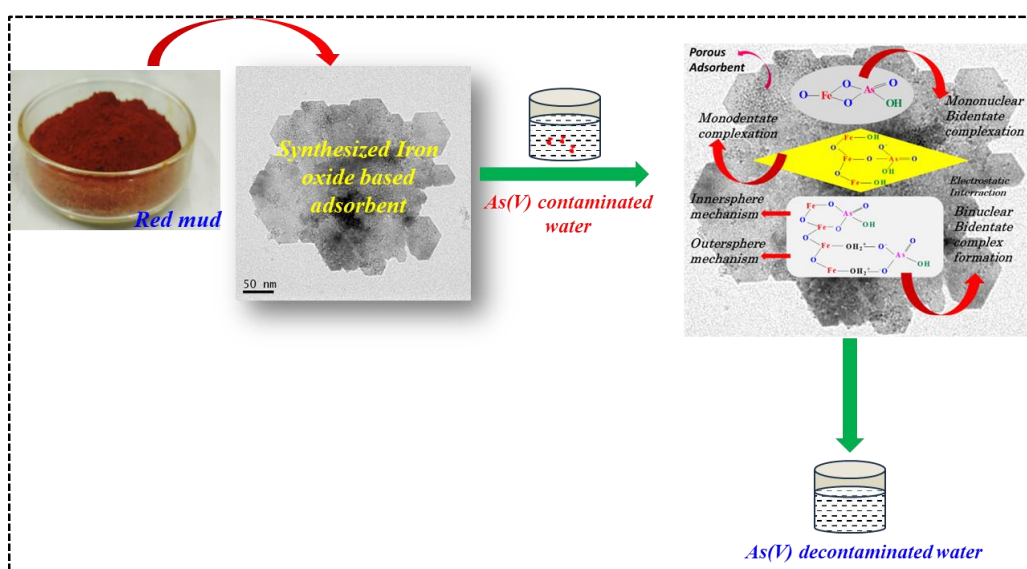 Red mud
Synthesized Iron
oxide based
adsorbent
50 nm
As(V) contaminated
water
Porous
Adsorbent
O Fe O O As O OH
Mononuclear
Bidentate
complexation
Monodentate
complexation
Fe OH
O O
Fe O As O
O OH
Fe OH
Electrostatic
Interraction
Innersphere
mechanism
Fe O As O
O Fe O OH
O
Fe OH₂⁺ O As O
O OH
Fe OH₂⁺ O
Outersphere
mechanism
Binuclear
Bidentate
complex
formation
As(V) decontaminated water